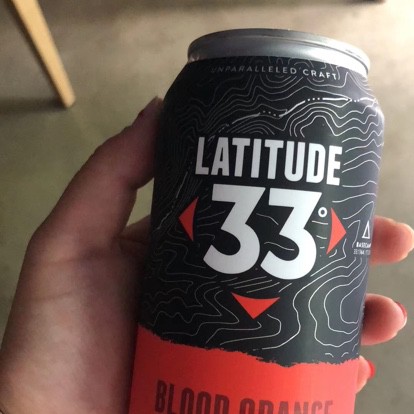 UNPARALLELED CRAFT
LATITUDE
33°
BLOOD ORANGE